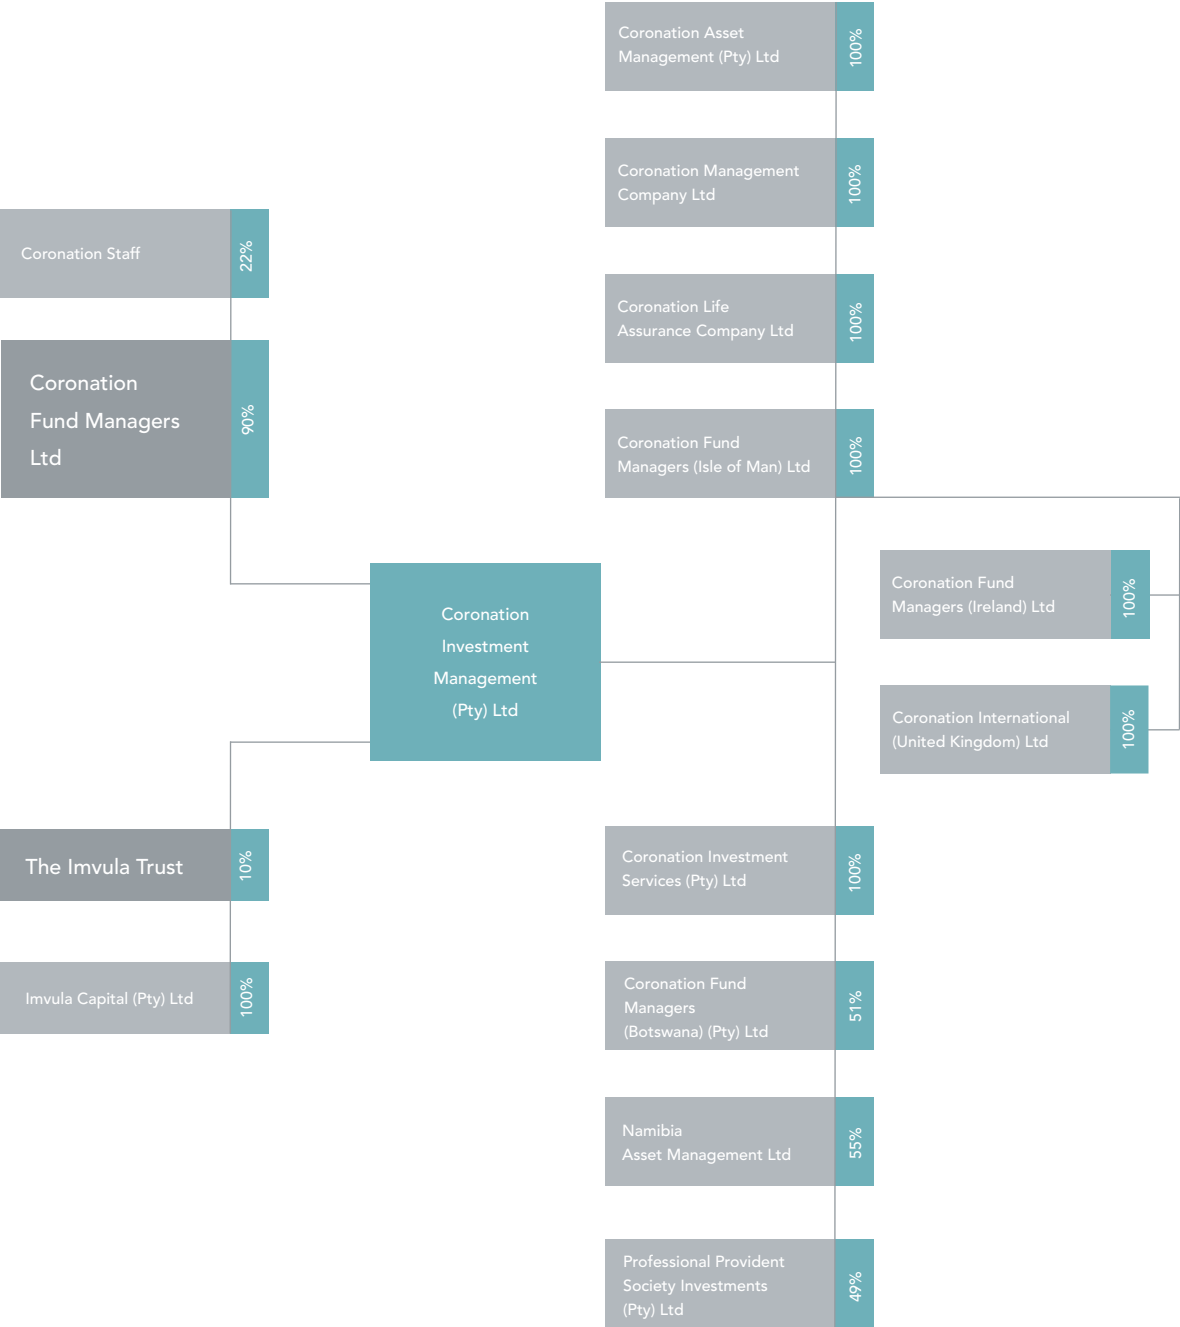 Coronation Staff
22%
Coronation
Fund Managers
Ltd
90%
Coronation
Investment
Management
(Pty) Ltd
The Imvula Trust
10%
Imvula Capital (Pty) Ltd
100%
Coronation Asset
Management (Pty) Ltd
100%
Coronation Management
Company Ltd
100%
Coronation Life
Assurance Company Ltd
100%
Coronation Fund
Managers (Isle of Man) Ltd
100%
Coronation Fund
Managers (Ireland) Ltd
100%
Coronation International
(United Kingdom) Ltd
100%
Coronation Investment
Services (Pty) Ltd
100%
Coronation Fund
Managers
(Botswana) (Pty) Ltd
51%
Namibia
Asset Management Ltd
55%
Professional Provident
Society Investments
(Pty) Ltd
49%